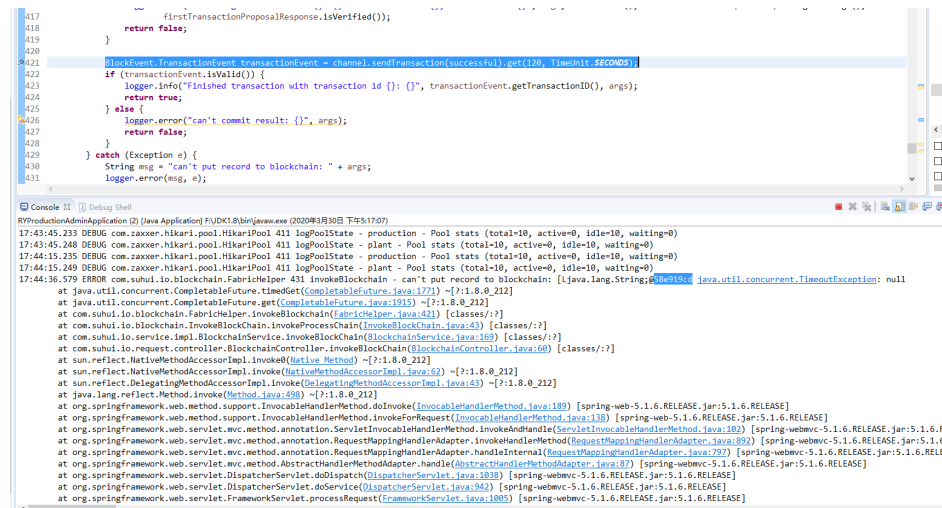 417 firstTransactionProposalResponse.isVerified());
418 return false;
419 }
420
421 BlockEvent.TransactionEvent transactionEvent = channel.sendTransaction(successful).get(120, TimeUnit.SECONDS);
422 if (transactionEvent.isValid()) {
423 logger.info("Finished transaction with transaction id {}: {}", transactionEvent.getTransactionID(), args);
424 return true;
425 } else {
426 logger.error("can't commit result: {}", args);
427 return false;
428 }
429 } catch (Exception e) {
430 String msg = "can't put record to blockchain: " + args;
431 logger.error(msg, e);
Console Debug Shell
RYProductionAdminApplication (2) [Java Application] F:\JDK1.8\bin\javaw.exe (2020年3月30日 下午5:17:07)
17:43:45.233 DEBUG com.zaxxer.hikari.pool.HikariPool 411 logPoolState - production - Pool stats (total=10, active=0, idle=10, waiting=0)
17:43:45.248 DEBUG com.zaxxer.hikari.pool.HikariPool 411 logPoolState - plant - Pool stats (total=10, active=0, idle=10, waiting=0)
17:44:15.235 DEBUG com.zaxxer.hikari.pool.HikariPool 411 logPoolState - production - Pool stats (total=10, active=0, idle=10, waiting=0)
17:44:15.249 DEBUG com.zaxxer.hikari.pool.HikariPool 411 logPoolState - plant - Pool stats (total=10, active=0, idle=10, waiting=0)
17:44:36.579 ERROR com.suhui.io.blockchain.FabricHelper 431 invokeBlockchain - can't put record to blockchain: [Ljava.lang.String;@58e919cd java.util.concurrent.TimeoutException: null
at java.util.concurrent.CompletableFuture.timedGet(CompletableFuture.java:1771) ~[?:1.8.0_212]
at java.util.concurrent.CompletableFuture.get(CompletableFuture.java:1915) ~[?:1.8.0_212]
at com.suhui.io.blockchain.FabricHelper.invokeBlockchain(FabricHelper.java:421) [classes/:?]
at com.suhui.io.blockchain.InvokeBlockChain.invokeProcessChain(InvokeBlockChain.java:43) [classes/:?]
at com.suhui.io.service.impl.BlockchainService.invokeBlockChain(BlockchainService.java:169) [classes/:?]
at com.suhui.io.request.controller.BlockchainController.invokeBlockChain(BlockchainController.java:60) [classes/:?]
at sun.reflect.NativeMethodAccessorImpl.invoke0(Native Method) ~[?:1.8.0_212]
at sun.reflect.NativeMethodAccessorImpl.invoke(NativeMethodAccessorImpl.java:62) ~[?:1.8.0_212]
at sun.reflect.DelegatingMethodAccessorImpl.invoke(DelegatingMethodAccessorImpl.java:43) ~[?:1.8.0_212]
at java.lang.reflect.Method.invoke(Method.java:498) ~[?:1.8.0_212]
at org.springframework.web.method.support.InvocableHandlerMethod.doInvoke(InvocableHandlerMethod.java:189) [spring-web-5.1.6.RELEASE.jar:5.1.6.RELEASE]
at org.springframework.web.method.support.InvocableHandlerMethod.invokeForRequest(InvocableHandlerMethod.java:138) [spring-web-5.1.6.RELEASE.jar:5.1.6.RELEASE]
at org.springframework.web.servlet.mvc.method.annotation.ServletInvocableHandlerMethod.invokeAndHandle(ServletInvocableHandlerMethod.java:102) [spring-webmvc-5.1.6.RELEASE.jar:5.1.6.R
at org.springframework.web.servlet.mvc.method.annotation.RequestMappingHandlerAdapter.invokeHandlerMethod(RequestMappingHandlerAdapter.java:892) [spring-webmvc-5.1.6.RELEASE.jar:5.1.6
at org.springframework.web.servlet.mvc.method.annotation.RequestMappingHandlerAdapter.handleInternal(RequestMappingHandlerAdapter.java:797) [spring-webmvc-5.1.6.RELEASE.jar:5.1.6.RELE
at org.springframework.web.servlet.mvc.method.AbstractHandlerMethodAdapter.handle(AbstractHandlerMethodAdapter.java:87) [spring-webmvc-5.1.6.RELEASE.jar:5.1.6.RELEASE]
at org.springframework.web.servlet.DispatcherServlet.doDispatch(DispatcherServlet.java:1038) [spring-webmvc-5.1.6.RELEASE.jar:5.1.6.RELEASE]
at org.springframework.web.servlet.DispatcherServlet.doService(DispatcherServlet.java:942) [spring-webmvc-5.1.6.RELEASE.jar:5.1.6.RELEASE]
at org.springframework.web.servlet.FrameworkServlet.processRequest(FrameworkServlet.java:1005) [spring-webmvc-5.1.6.RELEASE.jar:5.1.6.RELEASE]